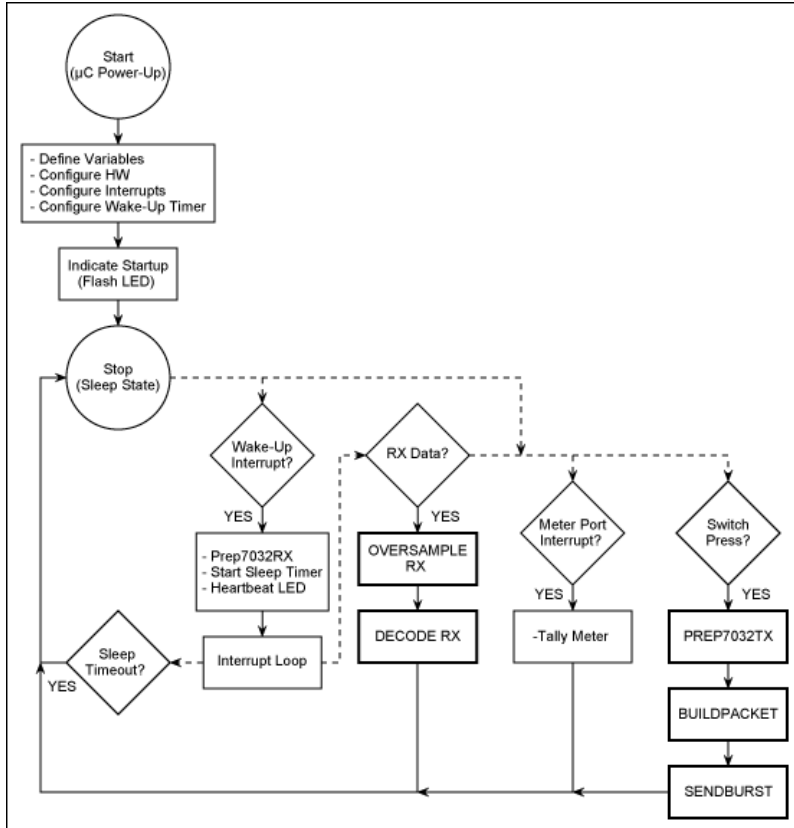 Start
(µC Power-Up)
- Define Variables
- Configure HW
- Configure Interrupts
- Configure Wake-Up Timer
Indicate Startup
(Flash LED)
Stop
(Sleep State)
Wake-Up
Interrupt?
YES
- Prep7032RX
- Start Sleep Timer
- Heartbeat LED
Interrupt Loop
Sleep
Timeout?
YES
RX Data?
YES
OVERSAMPLE
RX
DECODE RX
Meter Port
Interrupt?
YES
-Tally Meter
Switch
Press?
YES
PREP7032TX
BUILDPACKET
SENDBURST